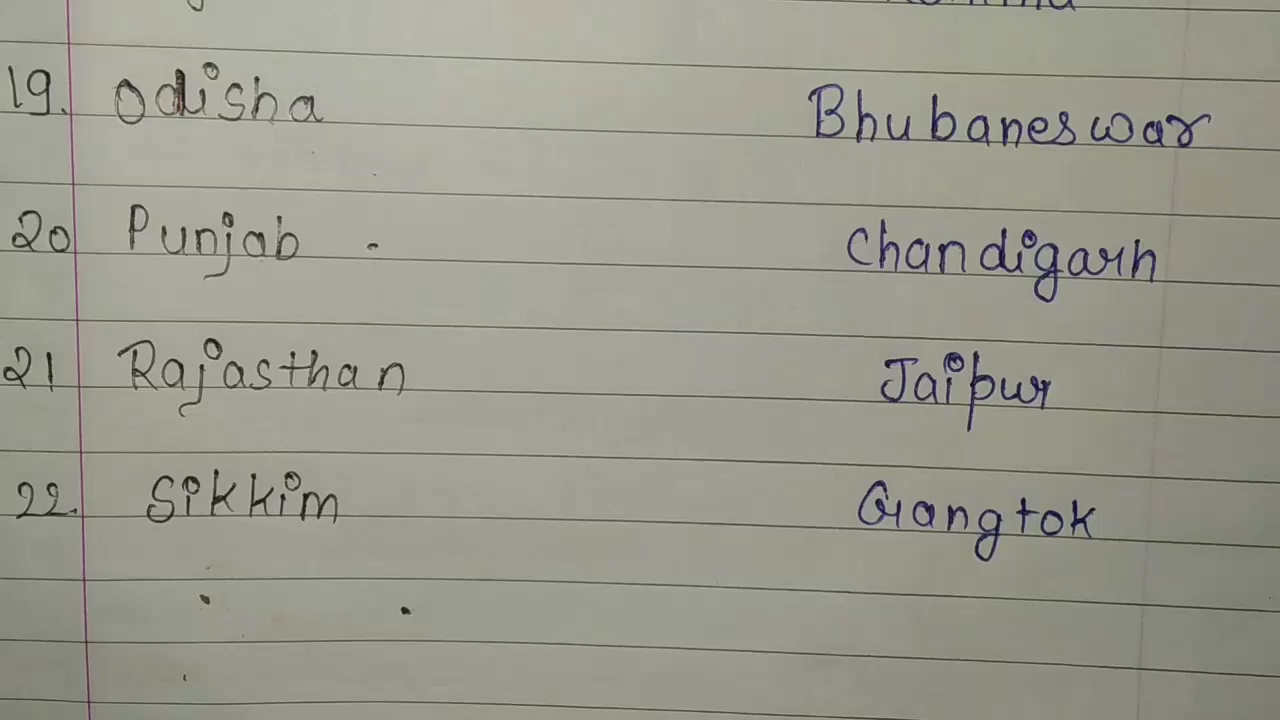 19. Odisha Bhubaneswar
20 Punjab Chandigarh
21 Rajasthan Jaipur
22. Sikkim Gangtok